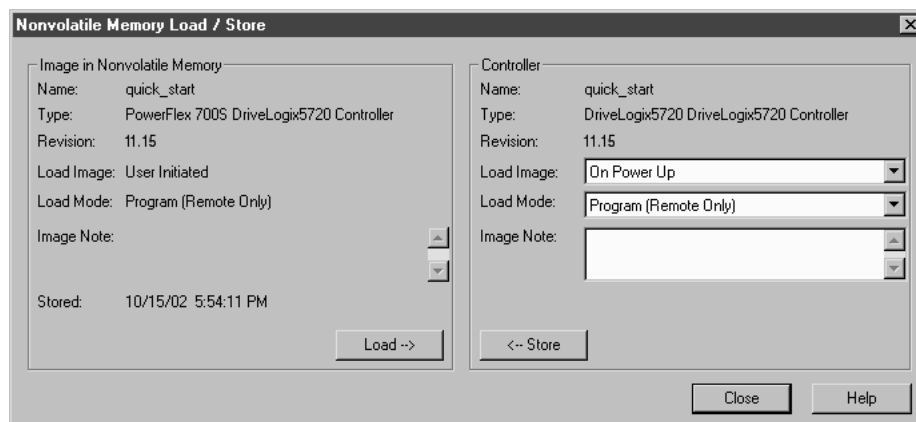 Nonvolatile Memory Load / Store
Image in Nonvolatile Memory
Name: quick_start
Type: PowerFlex 700S DriveLogix5720 Controller
Revision: 11.15
Load Image: User Initiated
Load Mode: Program (Remote Only)
Image Note:
Stored: 10/15/02 5:54:11 PM
Load -->
Controller
Name: quick_start
Type: DriveLogix5720 DriveLogix5720 Controller
Revision: 11.15
Load Image: On Power Up
Load Mode: Program (Remote Only)
Image Note:
<-- Store
Close
Help